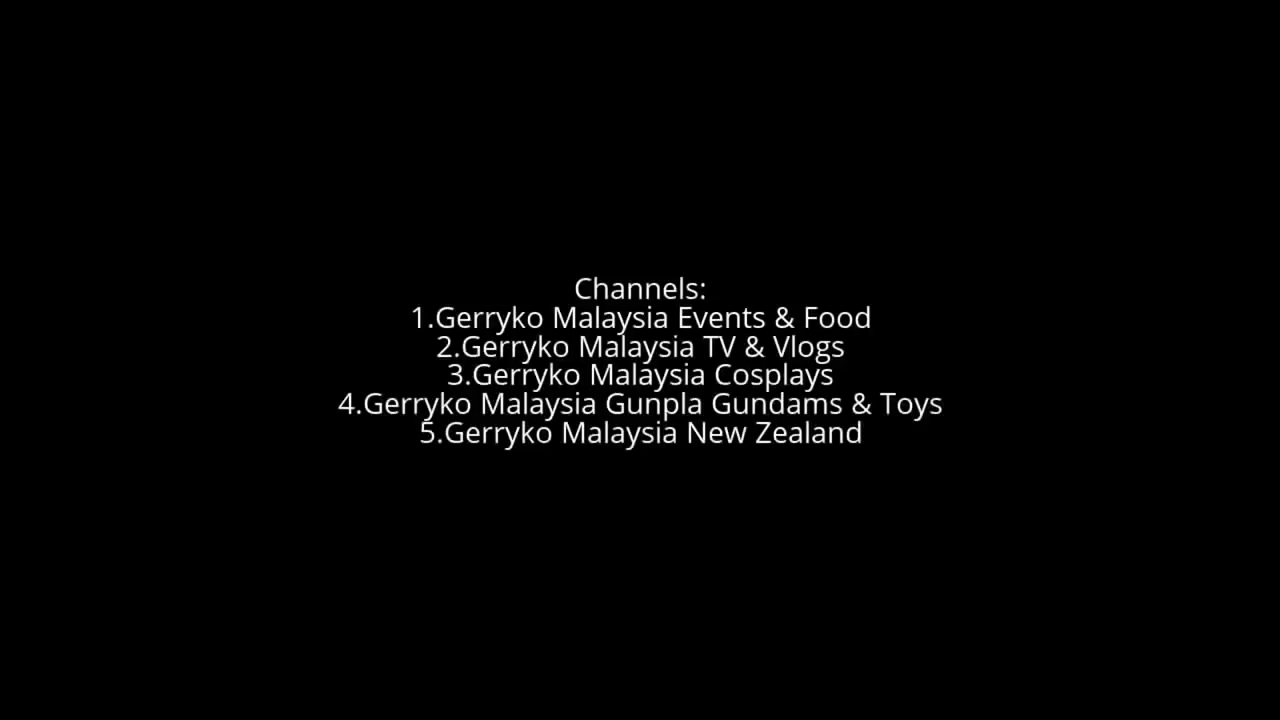 Channels:
1.Gerryko Malaysia Events & Food
2.Gerryko Malaysia TV & Vlogs
3.Gerryko Malaysia Cosplays
4.Gerryko Malaysia Gunpla Gundams & Toys
5.Gerryko Malaysia New Zealand